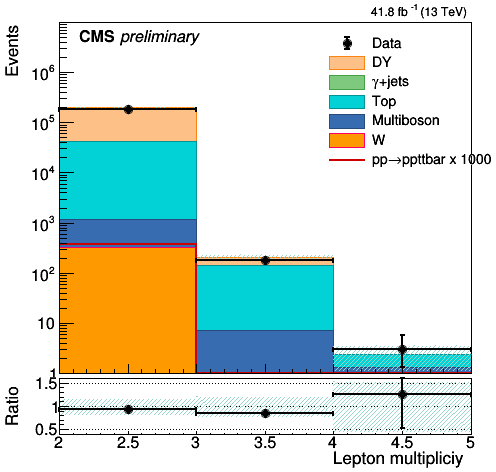 41.8 fb⁻¹ (13 TeV)
CMS preliminary
Events
Data
DY
γ+jets
Top
Multiboson
W
pp→ppttbar x 1000
10⁶
10⁵
10⁴
10³
10²
10
1
Ratio
1.5
1
0.5
2 2.5 3 3.5 4 4.5 5
Lepton multipliciy